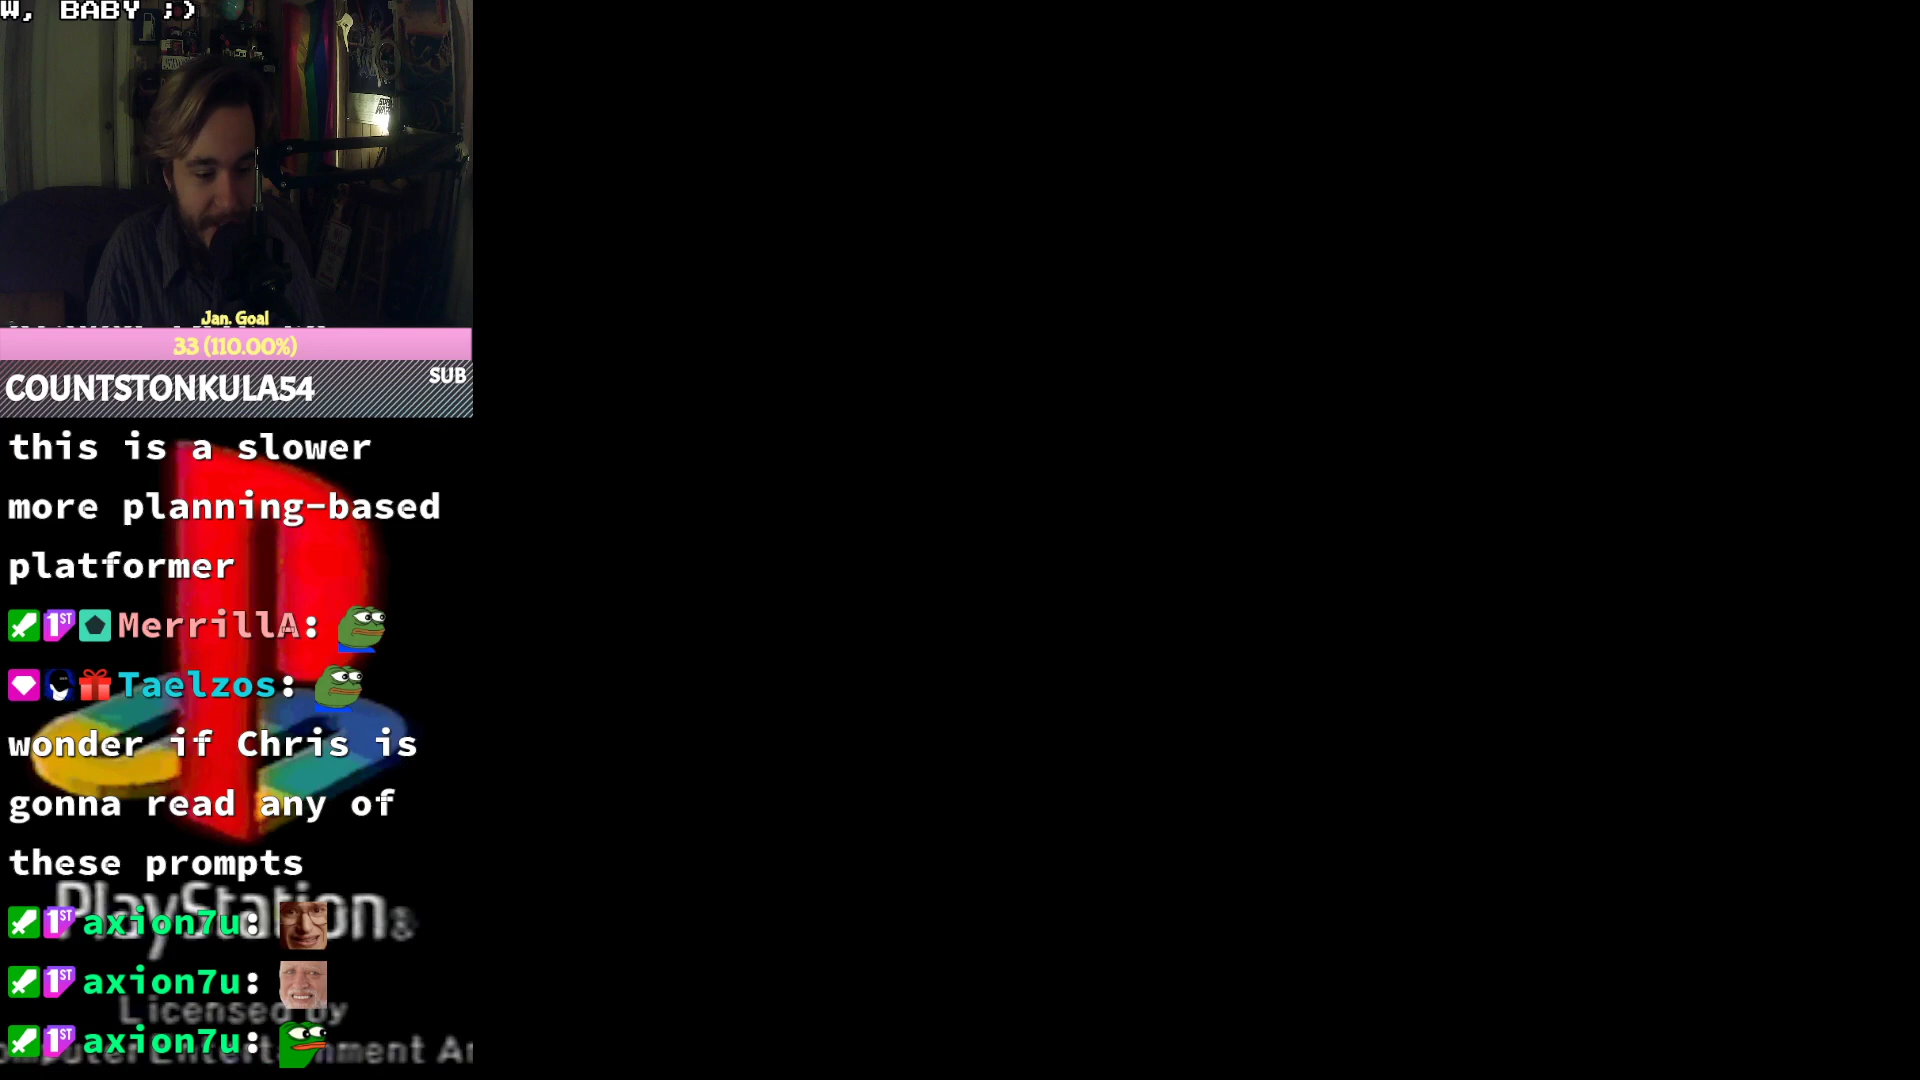 W, BABY ;)
Jan. Goal
33 (110.00%)
COUNTSTONKULA54
SUB
this is a slower
more planning-based
platformer
MerrillA:
Taelzos:
wonder if Chris is
gonna read any of
these prompts
PlayStation
axion7u:
axion7u:
Licensed by
axion7u: